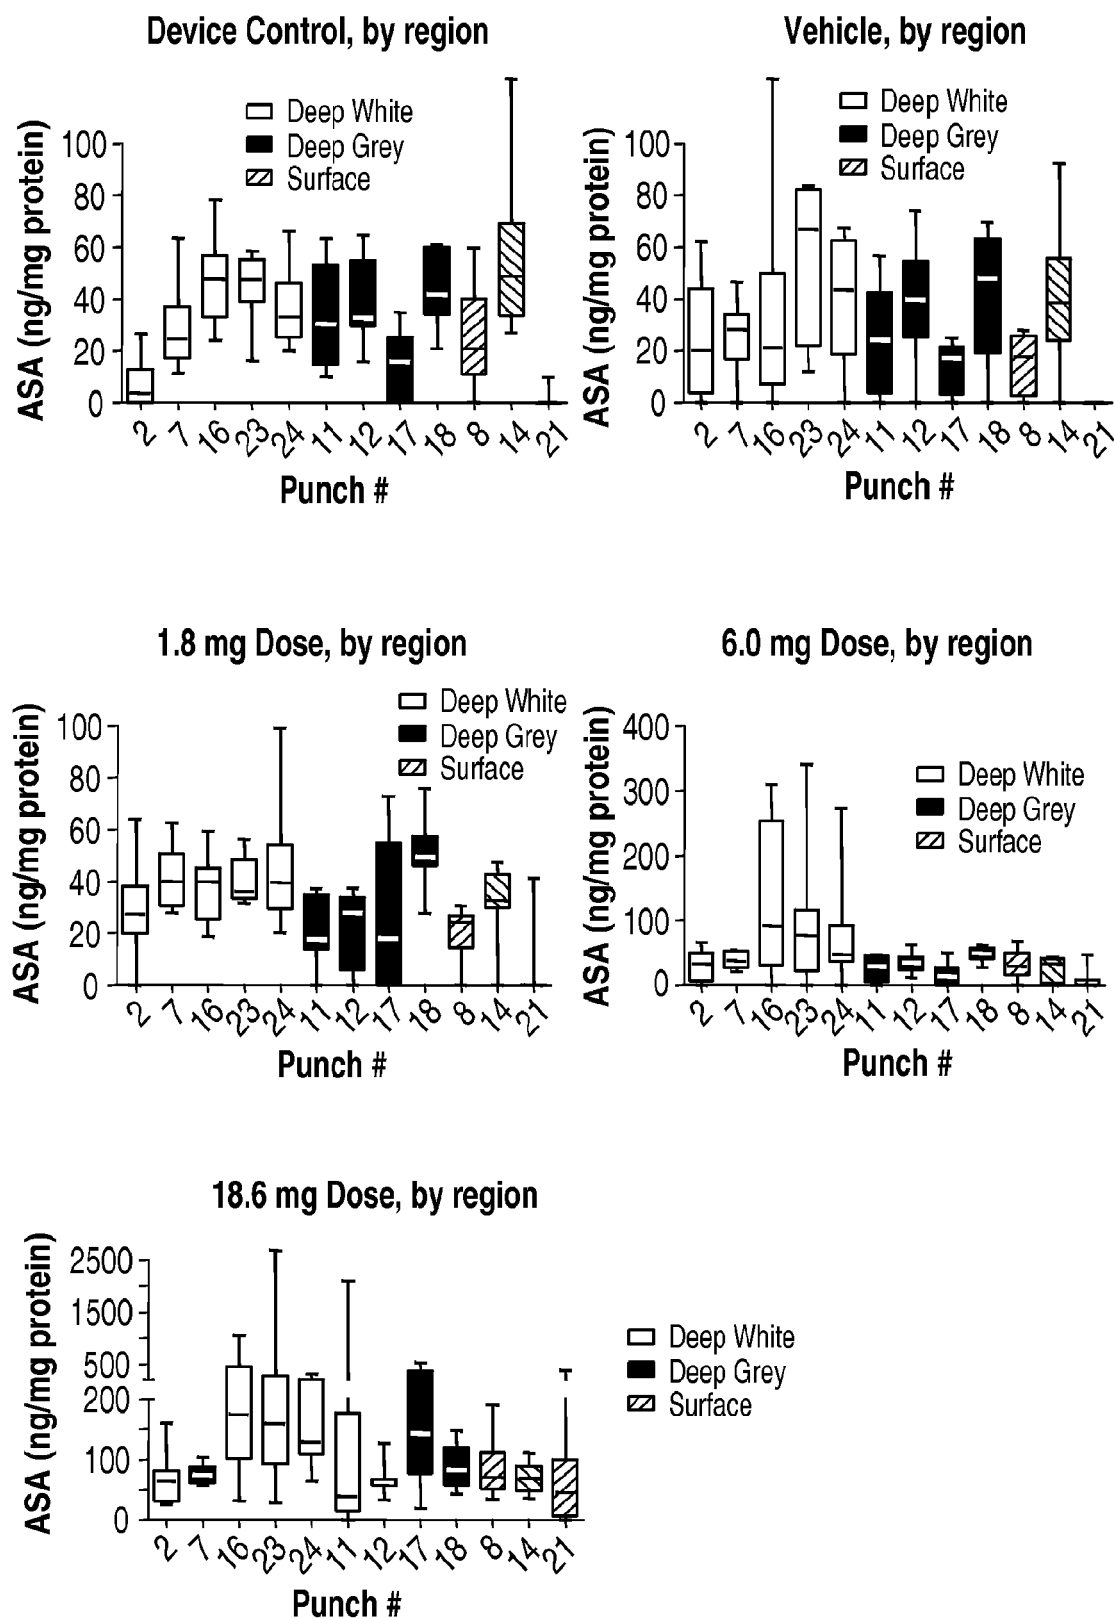 Device Control, by region
ASA (ng/mg protein)
Deep White
Deep Grey
Surface
100
80
60
40
20
0
2 7 16 23 24 11 12 17 18 8 14 21
Punch #
Vehicle, by region
ASA (ng/mg protein)
Deep White
Deep Grey
Surface
100
80
60
40
20
0
2 7 16 23 24 11 12 17 18 8 14 21
Punch #
1.8 mg Dose, by region
ASA (ng/mg protein)
Deep White
Deep Grey
Surface
100
80
60
40
20
0
2 7 16 23 24 11 12 17 18 8 14 21
Punch #
6.0 mg Dose, by region
ASA (ng/mg protein)
Deep White
Deep Grey
Surface
400
300
200
100
0
2 7 16 23 24 11 12 17 18 8 14 21
Punch #
18.6 mg Dose, by region
ASA (ng/mg protein)
2500
1500
500
200
100
0
Deep White
Deep Grey
Surface
2 7 16 23 24 11 12 17 18 8 14 21
Punch #